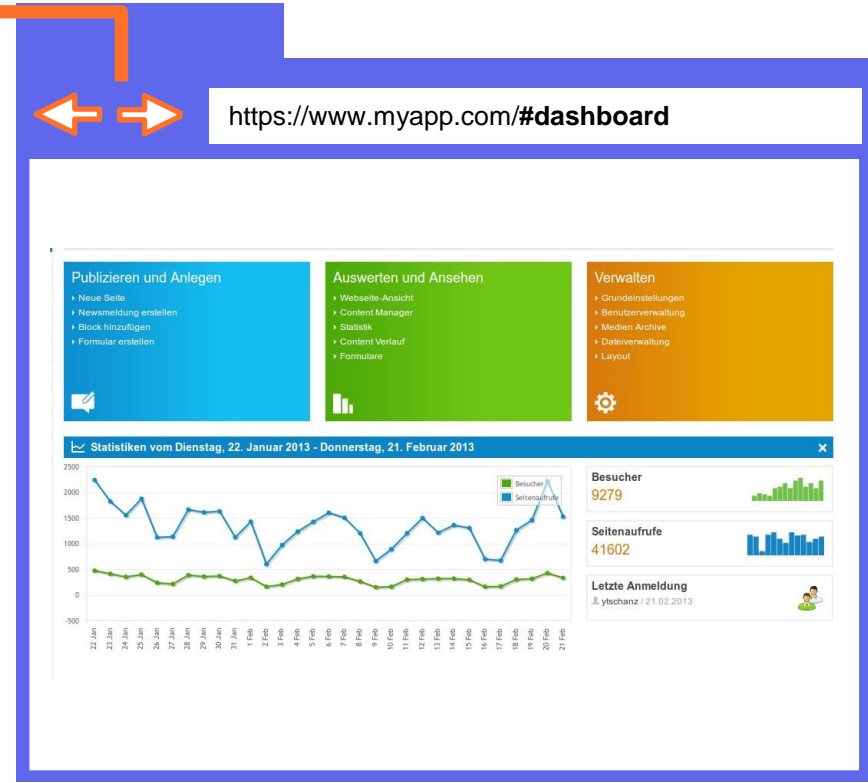 https://www.myapp.com/#dashboard
Publizieren und Anlegen
Neue Seite
Newsmeldung erstellen
Block hinzufügen
Formular erstellen
Auswerten und Ansehen
Webseite-Ansicht
Content Manager
Statistik
Content Verlauf
Formulare
Verwalten
Grundeinstellungen
Benutzerverwaltung
Medien Archive
Dateiverwaltung
Layout
Statistiken vom Dienstag, 22. Januar 2013 - Donnerstag, 21. Februar 2013
2500
2000
1500
1000
500
0
-500
Besucher
Seitenaufrufe
22 Jan
23 Jan
24 Jan
25 Jan
26 Jan
27 Jan
28 Jan
29 Jan
30 Jan
31 Jan
1 Feb
2 Feb
3 Feb
4 Feb
5 Feb
6 Feb
7 Feb
8 Feb
9 Feb
10 Feb
11 Feb
12 Feb
13 Feb
14 Feb
15 Feb
16 Feb
17 Feb
18 Feb
19 Feb
20 Feb
21 Feb
Besucher
9279
Seitenaufrufe
41602
Letzte Anmeldung
ytschanz / 21.02.2013